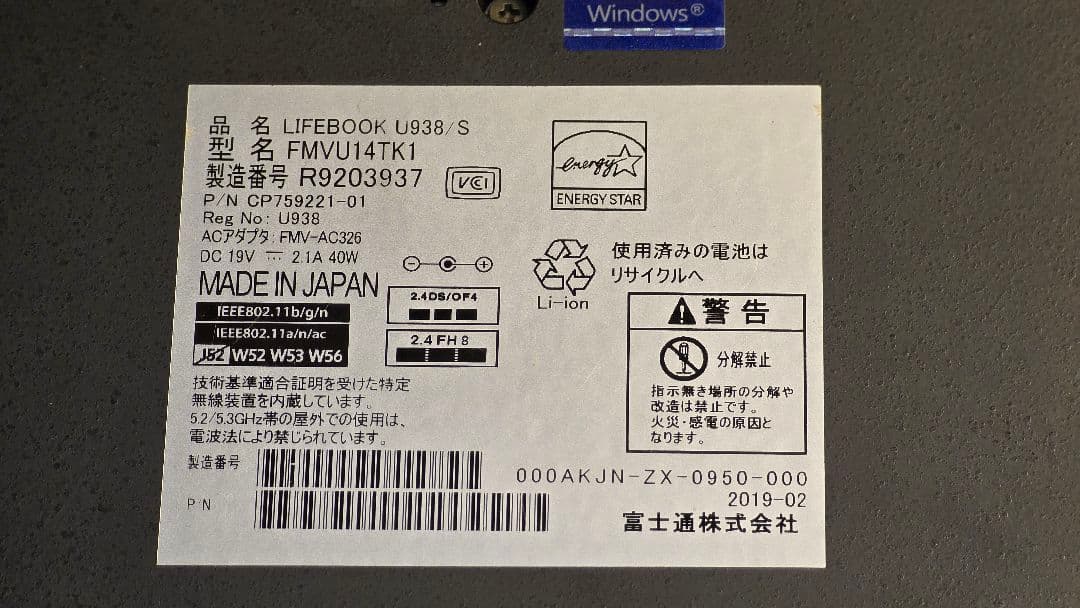 Windows®
品 名 LIFEBOOK U938/S
型 名 FMVU14TK1
製造番号 R9203937
VCCI
P/N CP759221-01
Reg No: U938
ACアダプタ: FMV-AC326
DC 19V ⎓ 2.1A 40W
MADE IN JAPAN
IEEE802.11b/g/n
IEEE802.11a/n/ac
J52 W52 W53 W56
2.4DS/OF4
2.4FH8
技術基準適合証明を受けた特定
無線装置を内蔵しています。
5.2/5.3GHz帯の屋外での使用は、
電波法により禁じられています。
製造番号
P/N
energy
ENERGY STAR
使用済みの電池は
リサイクルへ
Li-ion
警告
分解禁止
指示無き場所の分解や
改造は禁止です。
火災・感電の原因と
なります。
000AKJN-ZX-0950-000
2019-02
富士通株式会社